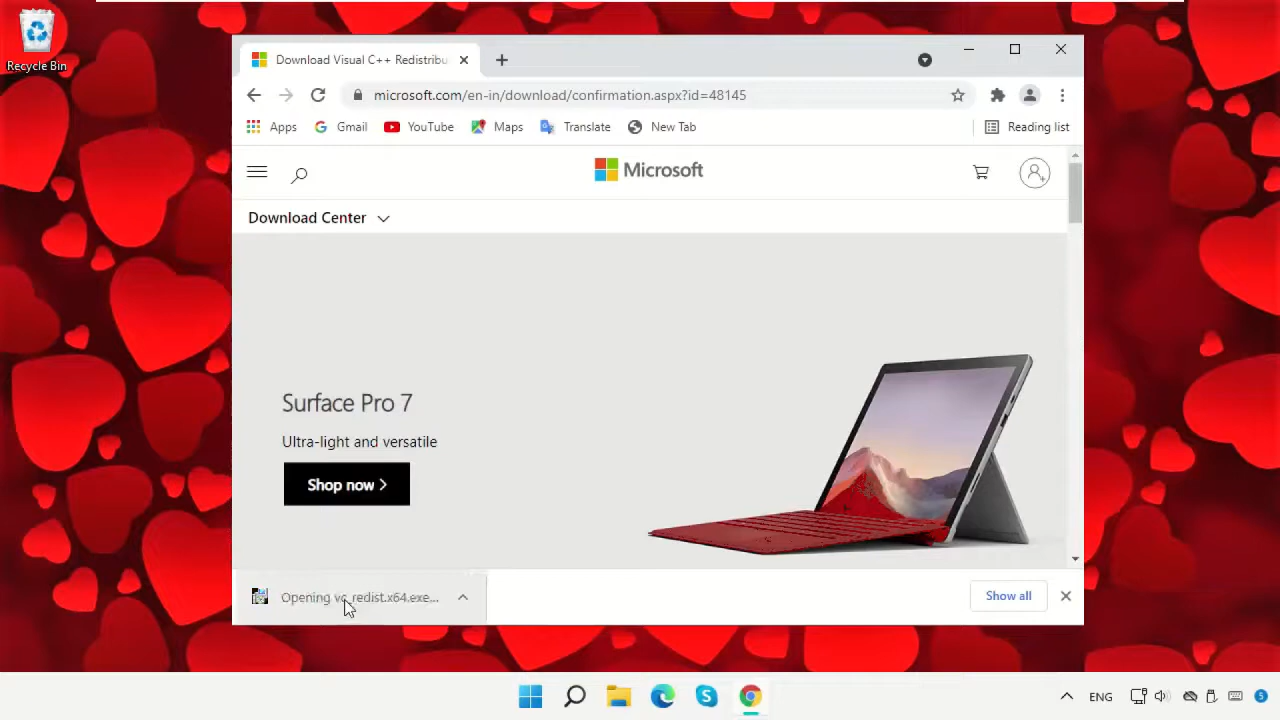 Recycle Bin
Download Visual C++ Redistribu
microsoft.com/en-in/download/confirmation.aspx?id=48145
Apps Gmail YouTube Maps Translate New Tab Reading list
Microsoft
Download Center
Surface Pro 7
Ultra-light and versatile
Shop now
Opening vc_redist.x64.exe...
Show all
ENG
5